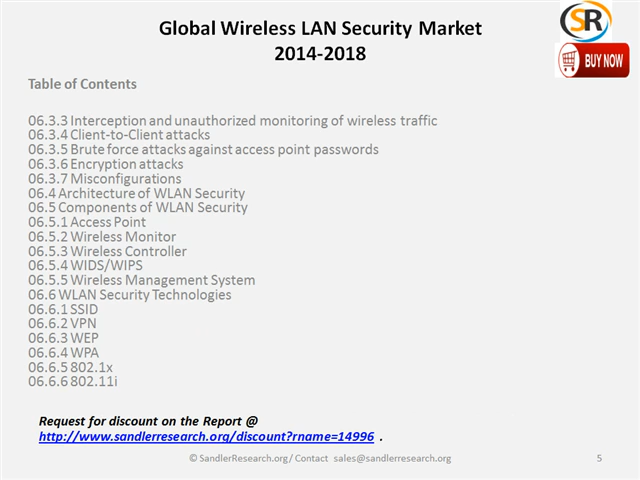 Global Wireless LAN Security Market
2014-2018
SR
BUY NOW
Table of Contents
06.3.3 Interception and unauthorized monitoring of wireless traffic
06.3.4 Client-to-Client attacks
06.3.5 Brute force attacks against access point passwords
06.3.6 Encryption attacks
06.3.7 Misconfigurations
06.4 Architecture of WLAN Security
06.5 Components of WLAN Security
06.5.1 Access Point
06.5.2 Wireless Monitor
06.5.3 Wireless Controller
06.5.4 WIDS/WIPS
06.5.5 Wireless Management System
06.6 WLAN Security Technologies
06.6.1 SSID
06.6.2 VPN
06.6.3 WEP
06.6.4 WPA
06.6.5 802.1x
06.6.6 802.11i
Request for discount on the Report @
http://www.sandlerresearch.org/discount?rname=14996 .
© SandlerResearch.org/ Contact sales@sandlerresearch.org
5